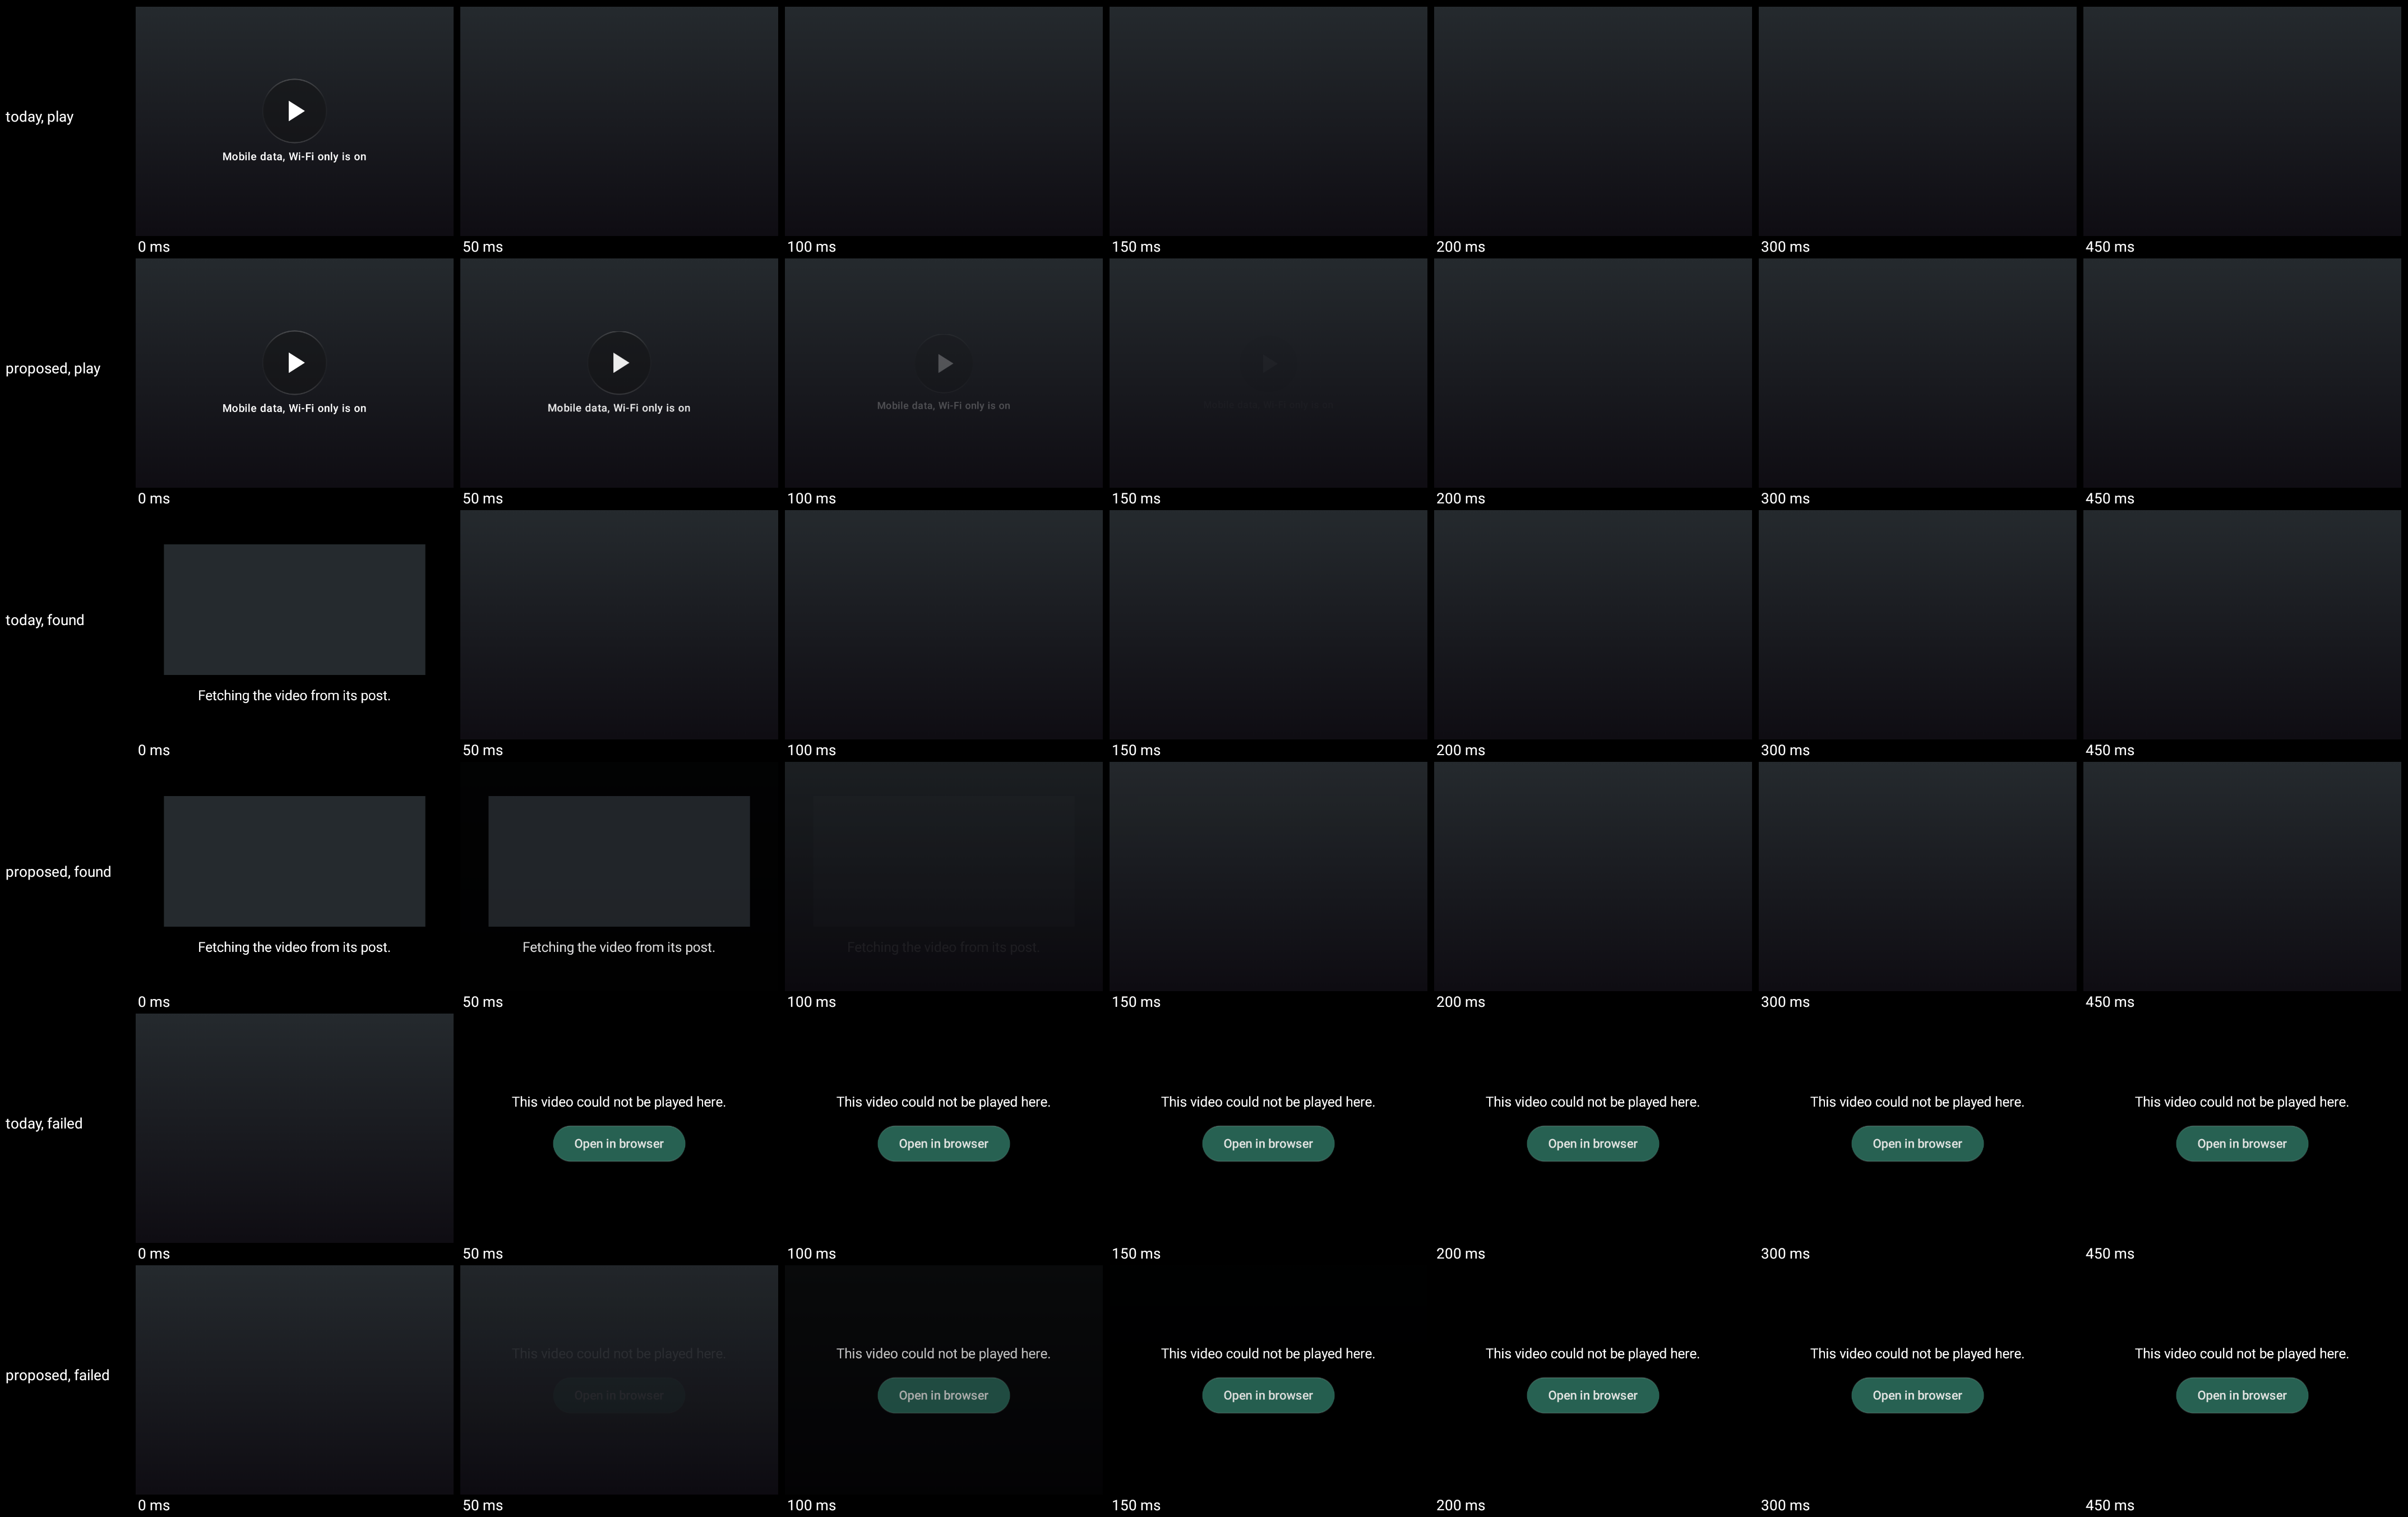 today, play
Mobile data, Wi-Fi only is on
0 ms
50 ms
100 ms
150 ms
200 ms
300 ms
450 ms
proposed, play
Mobile data, Wi-Fi only is on
Mobile data, Wi-Fi only is on
Mobile data, Wi-Fi only is on
0 ms
50 ms
100 ms
150 ms
200 ms
300 ms
450 ms
today, found
Fetching the video from its post.
0 ms
50 ms
100 ms
150 ms
200 ms
300 ms
450 ms
proposed, found
Fetching the video from its post.
Fetching the video from its post.
Fetching the video from its post.
0 ms
50 ms
100 ms
150 ms
200 ms
300 ms
450 ms
today, failed
This video could not be played here.
Open in browser
This video could not be played here.
Open in browser
This video could not be played here.
Open in browser
This video could not be played here.
Open in browser
This video could not be played here.
Open in browser
This video could not be played here.
Open in browser
0 ms
50 ms
100 ms
150 ms
200 ms
300 ms
450 ms
proposed, failed
This video could not be played here.
Open in browser
This video could not be played here.
Open in browser
This video could not be played here.
Open in browser
This video could not be played here.
Open in browser
This video could not be played here.
Open in browser
This video could not be played here.
Open in browser
0 ms
50 ms
100 ms
150 ms
200 ms
300 ms
450 ms